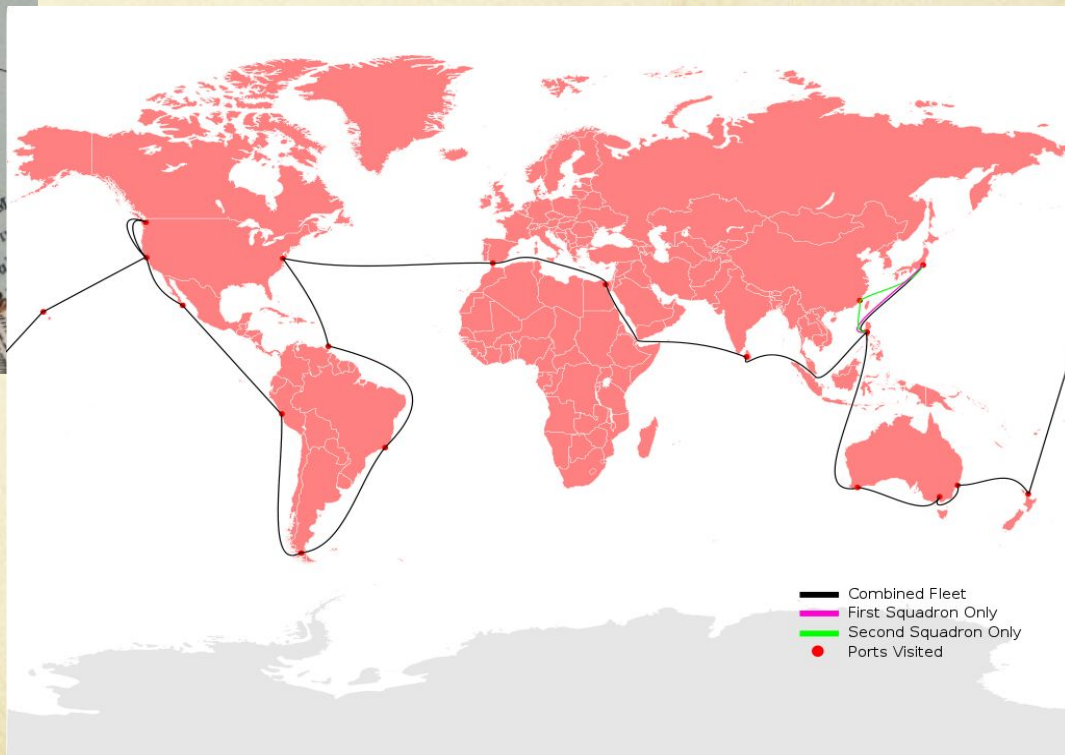 Combined Fleet
First Squadron Only
Second Squadron Only
Ports Visited